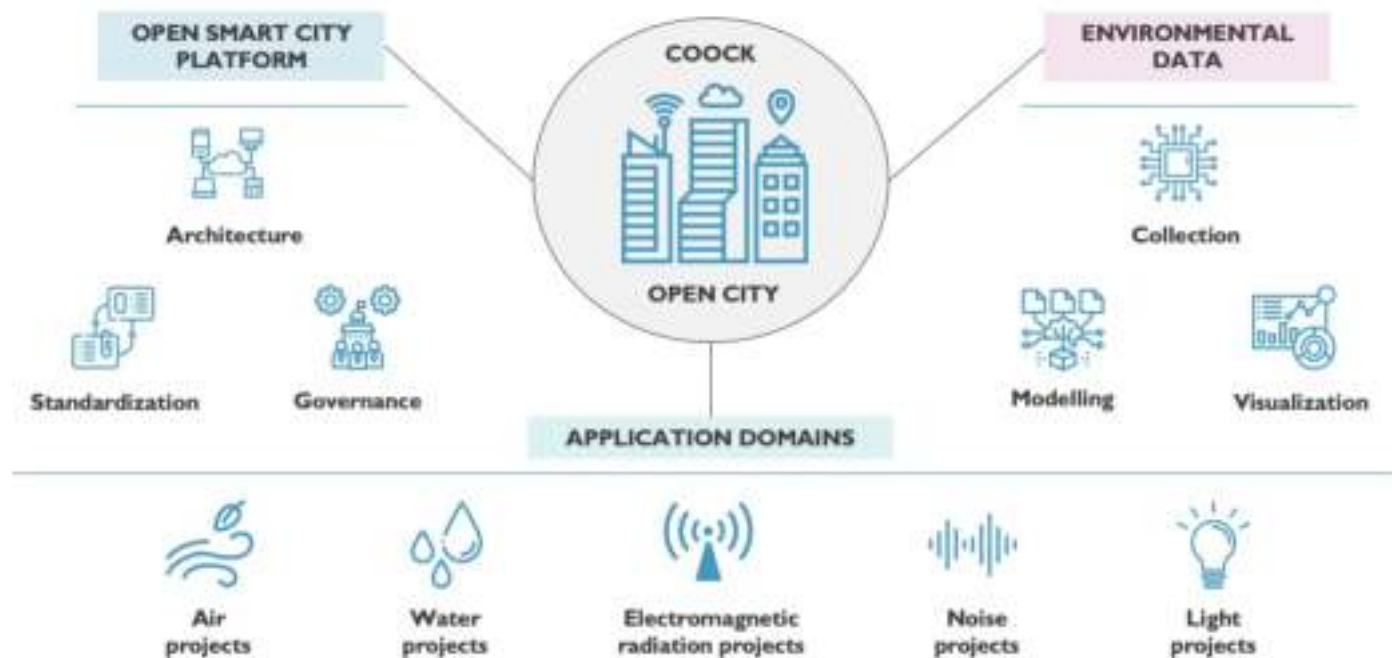 OPEN SMART CITY
PLATFORM
COOCK
ENVIRONMENTAL
DATA
Architecture
Collection
OPEN CITY
Standardization
Governance
Modelling
Visualization
APPLICATION DOMAINS
Air
projects
Water
projects
Electromagnetic
radiation projects
Noise
projects
Light
projects